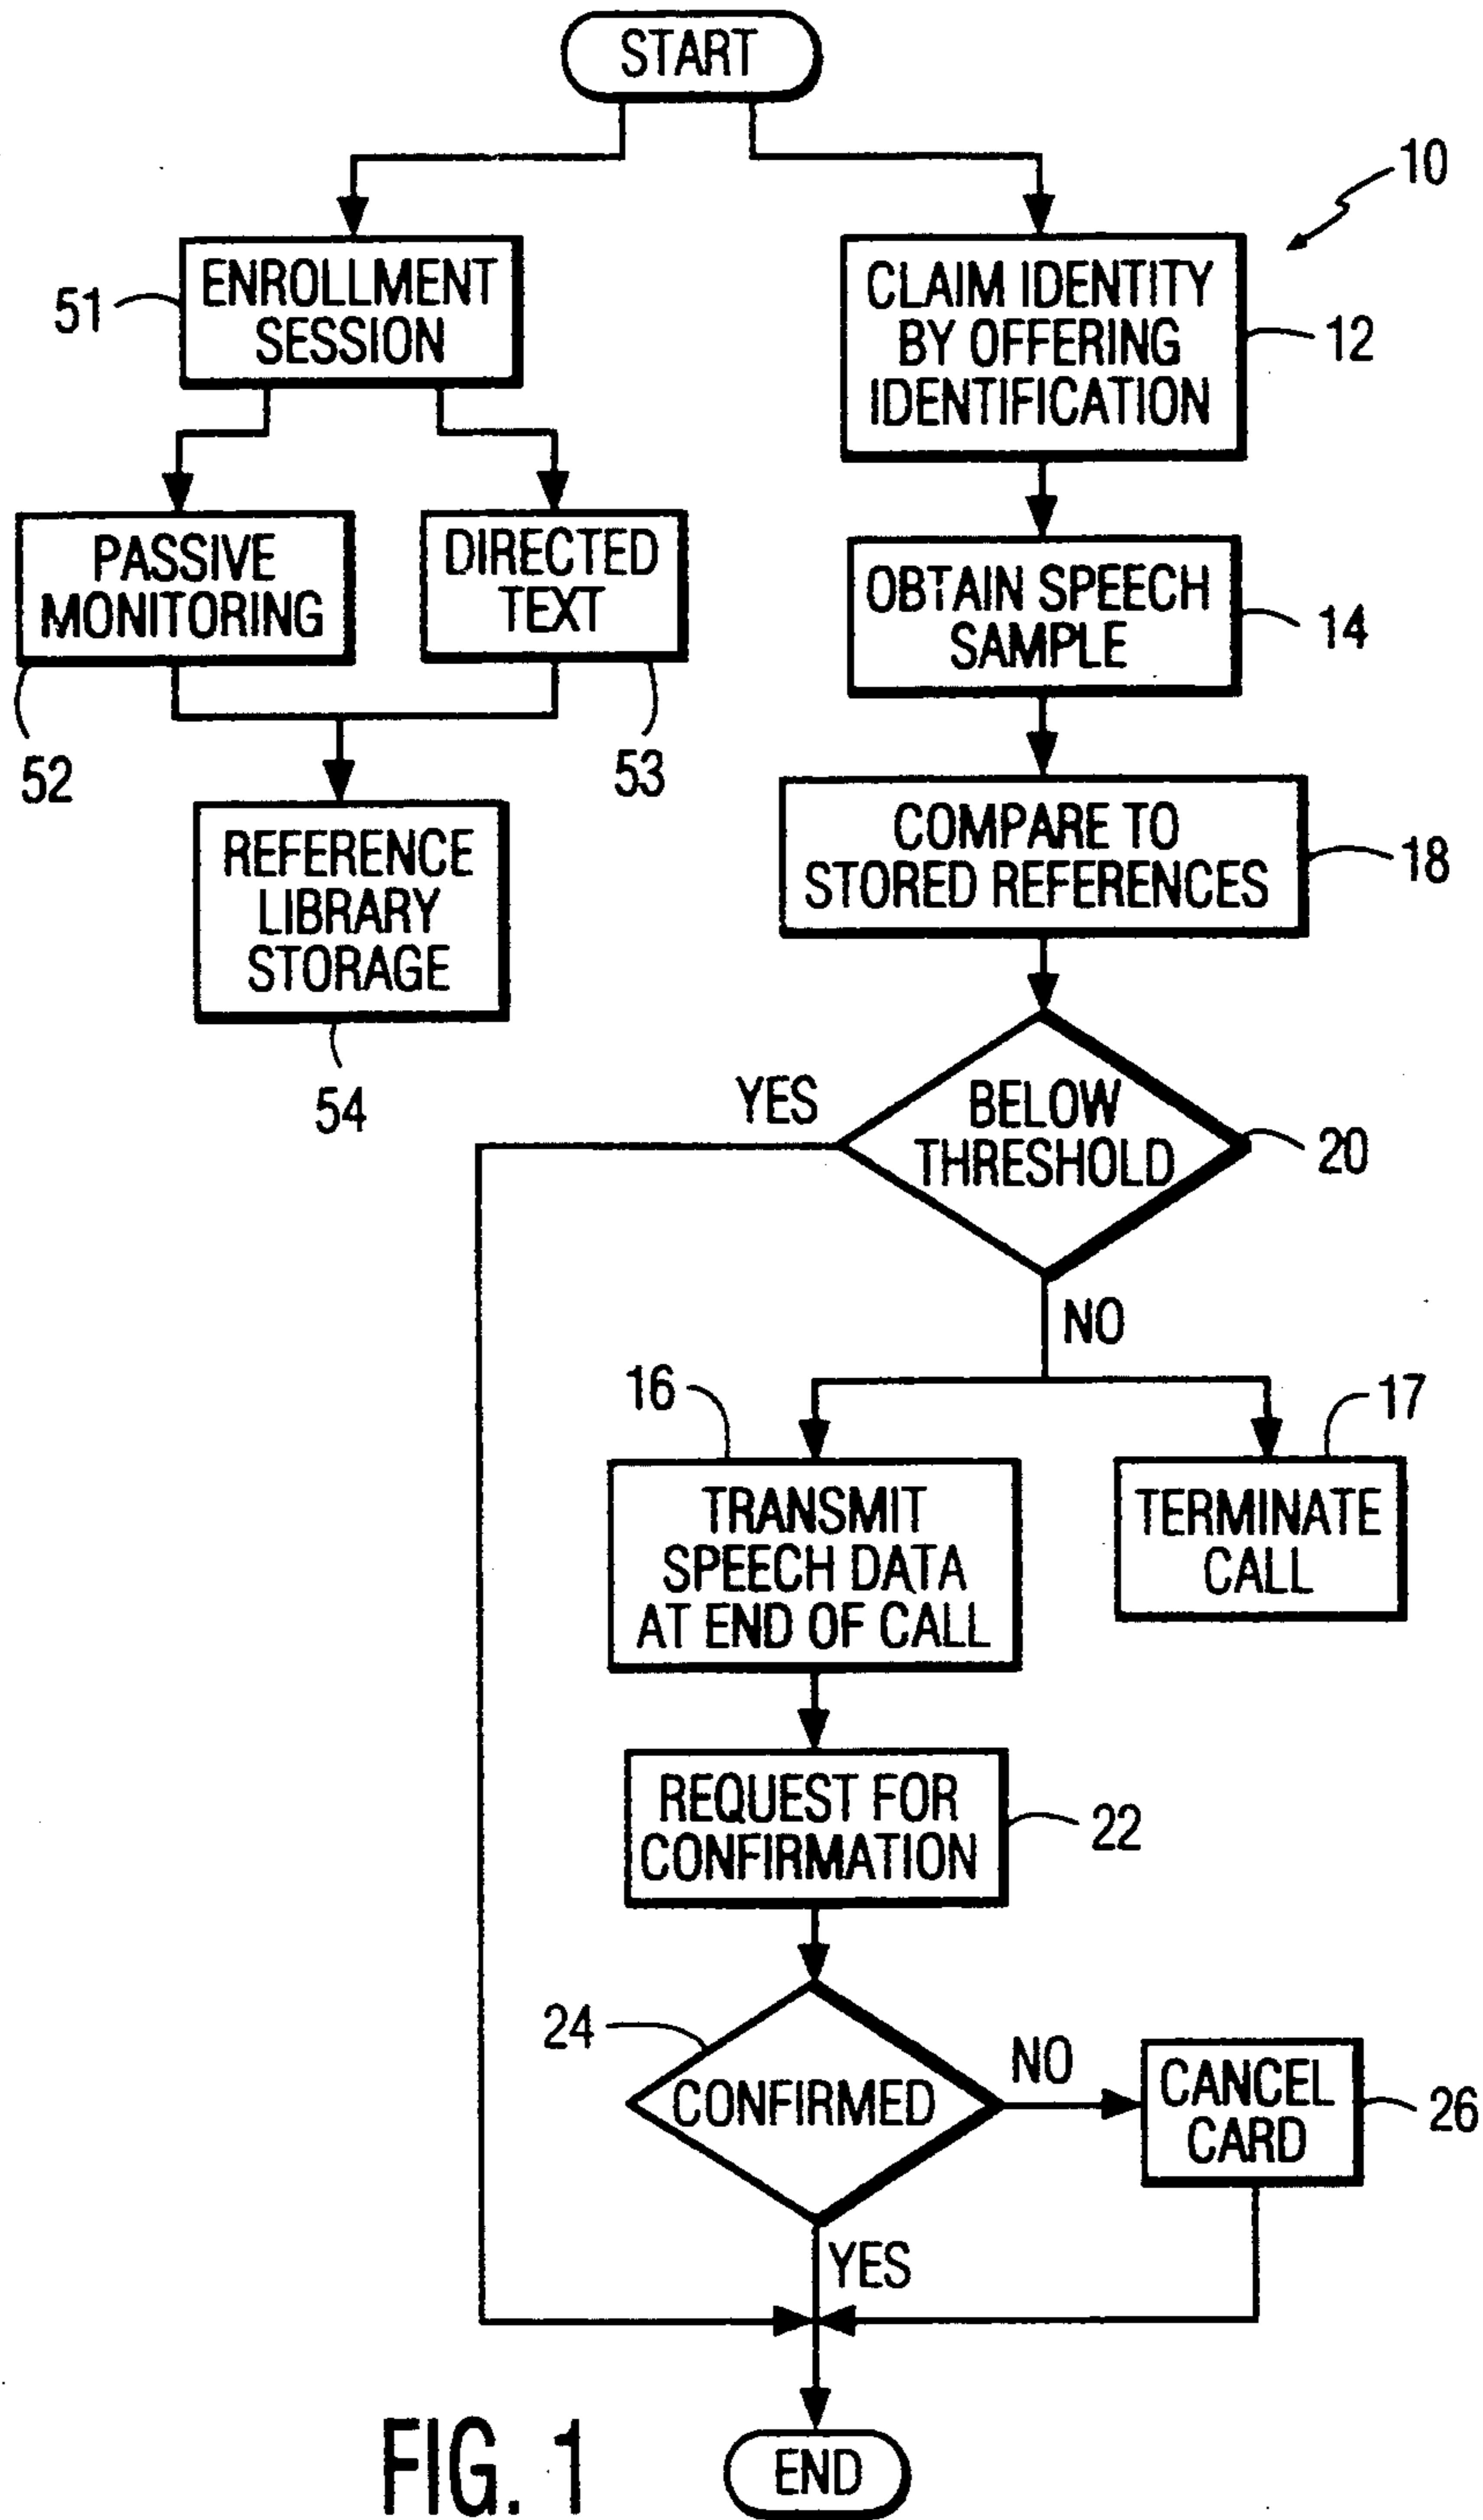 START
10
51
ENROLLMENT
SESSION
CLAIM IDENTITY
BY OFFERING
IDENTIFICATION
12
PASSIVE
MONITORING
DIRECTED
TEXT
OBTAIN SPEECH
SAMPLE
14
52
53
REFERENCE
LIBRARY
STORAGE
COMPARE TO
STORED REFERENCES
18
54
YES
BELOW
THRESHOLD
20
NO
16
17
TRANSMIT
SPEECH DATA
AT END OF CALL
TERMINATE
CALL
REQUEST FOR
CONFIRMATION
22
24
CONFIRMED
NO
CANCEL
CARD
26
YES
FIG. 1
END